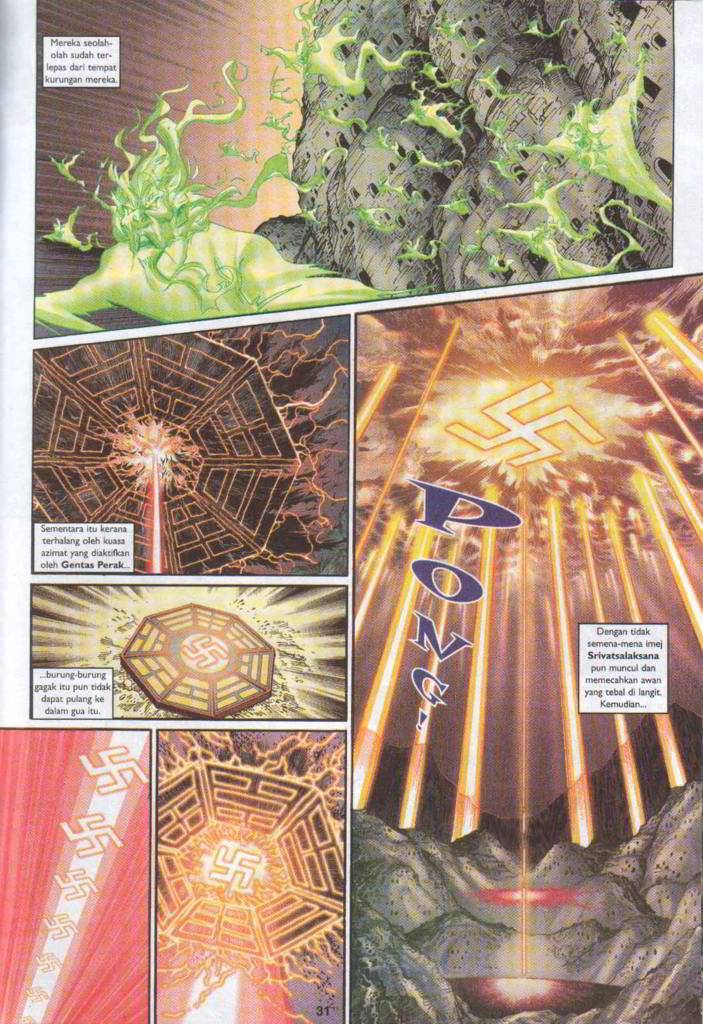 Mereka seolah-
olah sudah ter-
lepas dari tempat
kurungan mereka.
Sementara itu kerana
terhalang oleh kuasa
azimat yang diaktifkan
oleh Gentas Perak...
...burung-burung
gagak itu pun tidak
dapat pulang ke
dalam gua itu.
PONG!
Dengan tidak
semena-mena imej
Srivatsalaksana
pun muncul dan
memecahkan awan
yang tebal di langit.
Kemudian...
31